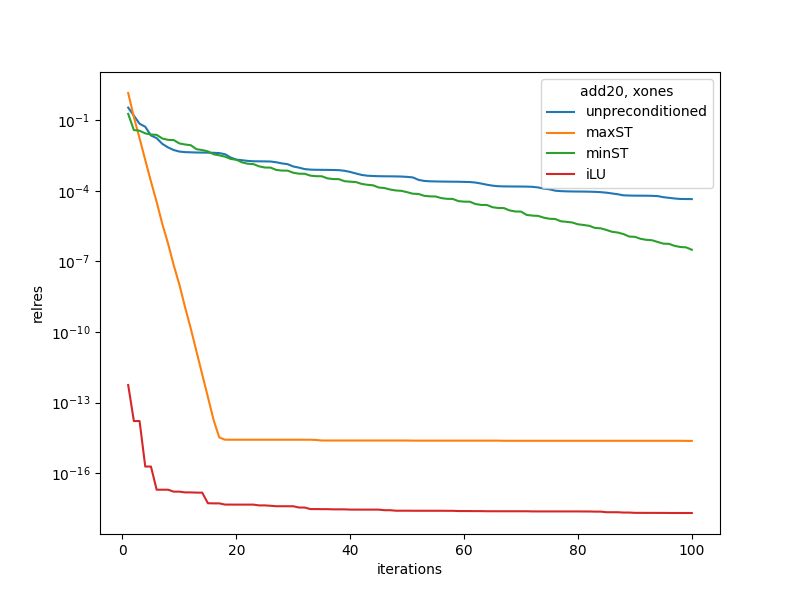 add20, xones
unpreconditioned
maxST
minST
iLU
10⁻¹
10⁻⁴
10⁻⁷
10⁻¹⁰
10⁻¹³
10⁻¹⁶
relres
0 20 40 60 80 100
iterations